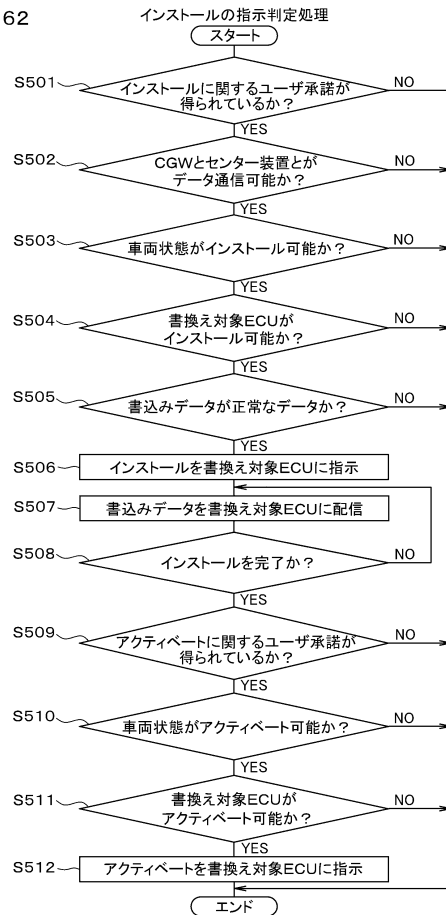 62
インストールの指示判定処理
スタート
S501
インストールに関するユーザ承諾が
得られているか？
NO
YES
S502
CGWとセンター装置とが
データ通信可能か？
NO
YES
S503
車両状態がインストール可能か？
NO
YES
S504
書換え対象ECUが
インストール可能か？
NO
YES
S505
書込みデータが正常なデータか？
NO
YES
S506
インストールを書換え対象ECUに指示
S507
書込みデータを書換え対象ECUに配信
S508
インストールを完了か？
NO
YES
S509
アクティベートに関するユーザ承諾が
得られているか？
NO
YES
S510
車両状態がアクティベート可能か？
NO
YES
S511
書換え対象ECUが
アクティベート可能か？
NO
YES
S512
アクティベートを書換え対象ECUに指示
エンド